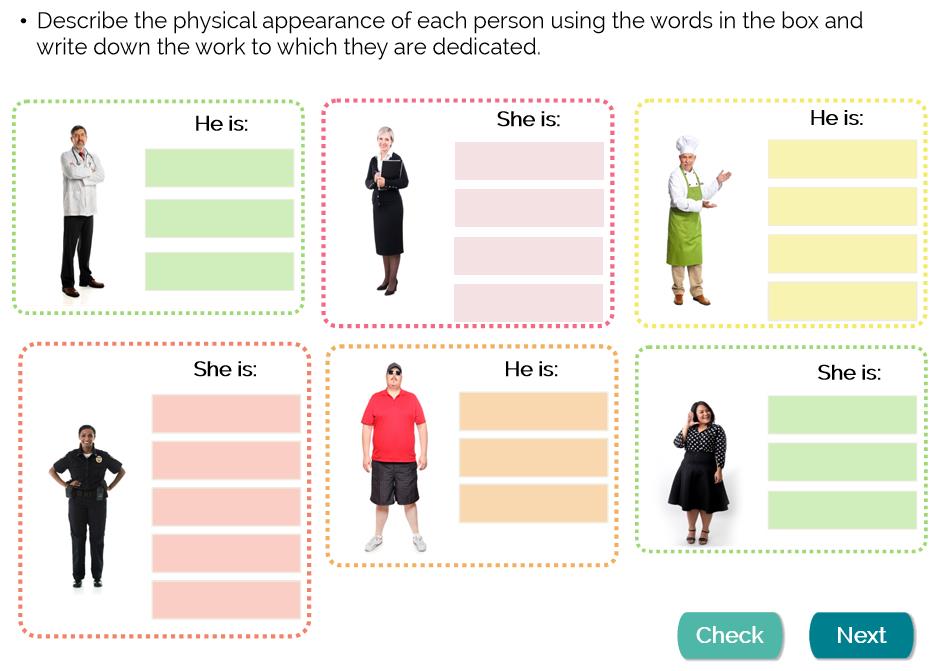 • Describe the physical appearance of each person using the words in the box and
write down the work to which they are dedicated.
He is:
She is:
He is:
She is:
He is:
She is:
Check
Next